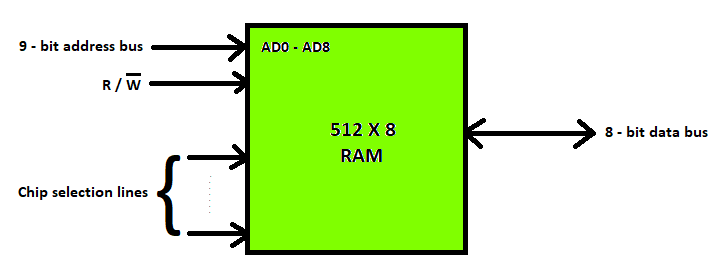 9 - bit address bus
AD0 - AD8
R / W̅
512 X 8
RAM
8 - bit data bus
Chip selection lines